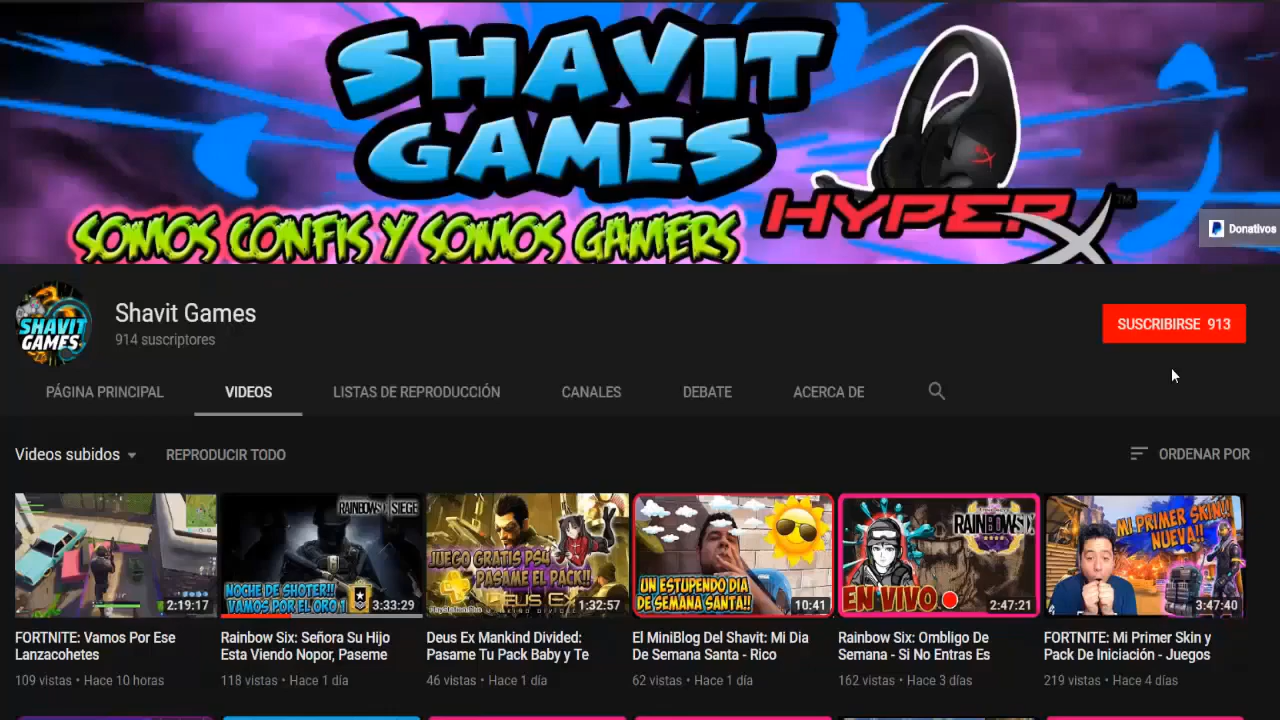 SHAVIT
GAMES
SOMOS CONFIS Y SOMOS GAMERS
HYPERX
TM
Donativos
SHAVIT
GAMES
Shavit Games
914 suscriptores
SUSCRIBIRSE 913
PÁGINA PRINCIPAL
VIDEOS
LISTAS DE REPRODUCCIÓN
CANALES
DEBATE
ACERCA DE
Videos subidos
REPRODUCIR TODO
ORDENAR POR
2:19:17
RAINBOW SIX SIEGE
NOCHE DE SHOTER!!
VAMOS POR EL ORO 1
3:33:29
JUEGO GRATIS PS4
PASAME EL PACK!!
DEUS EX
1:32:57
UN ESTUPENDO DIA
DE SEMANA SANTA!!
10:41
RAINBOW SIX
EN VIVO
2:47:21
MI PRIMER SKIN!!
NUEVA!!
3:47:40
FORTNITE: Vamos Por Ese
Lanzacohetes
109 vistas • Hace 10 horas
Rainbow Six: Señora Su Hijo
Esta Viendo Nopor, Paseme
118 vistas • Hace 1 día
Deus Ex Mankind Divided:
Pasame Tu Pack Baby y Te
46 vistas • Hace 1 día
El MiniBlog Del Shavit: Mi Dia
De Semana Santa - Rico
62 vistas • Hace 1 día
Rainbow Six: Ombligo De
Semana - Si No Entras Es
162 vistas • Hace 3 días
FORTNITE: Mi Primer Skin y
Pack De Iniciación - Juegos
219 vistas • Hace 4 días